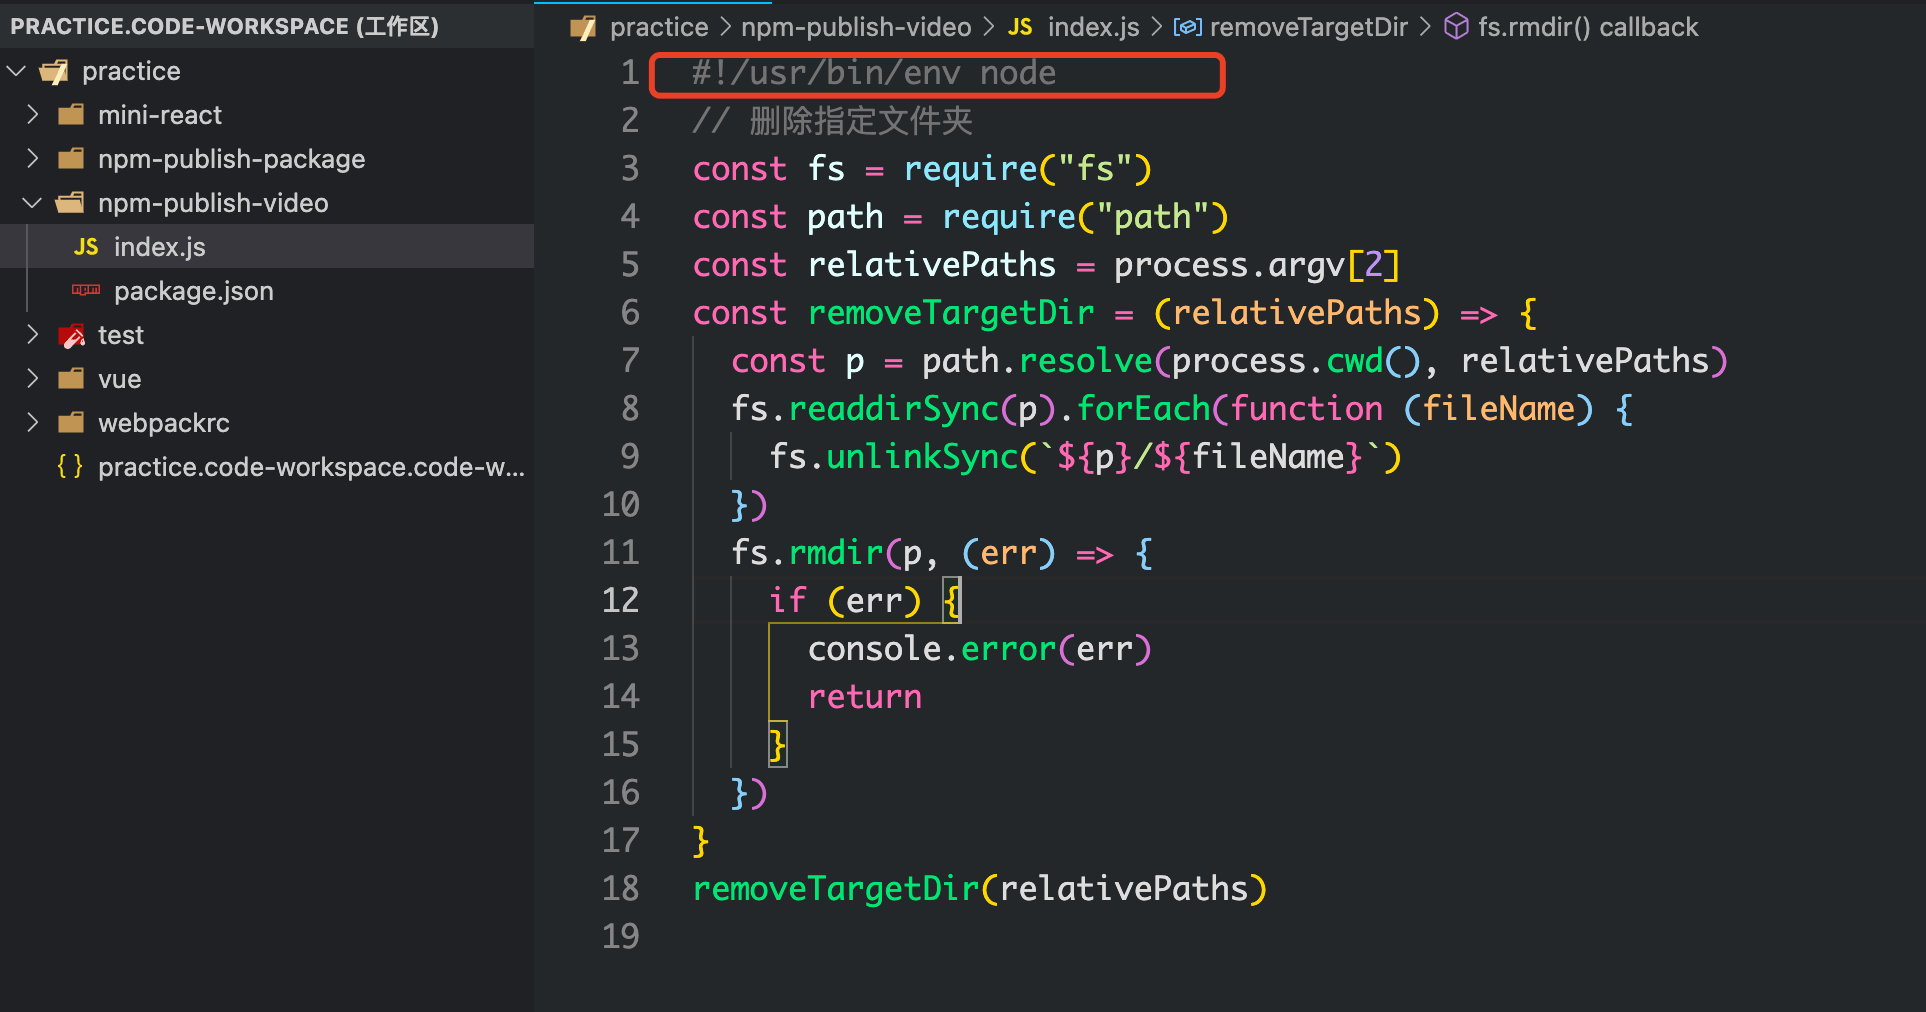 PRACTICE.CODE-WORKSPACE (工作区)
practice
mini-react
npm-publish-package
npm-publish-video
JS index.js
package.json
test
vue
webpackrc
{ } practice.code-workspace.code-w...
practice > npm-publish-video > JS index.js > removeTargetDir > fs.rmdir() callback
1 #!/usr/bin/env node
2 // 删除指定文件夹
3 const fs = require("fs")
4 const path = require("path")
5 const relativePaths = process.argv[2]
6 const removeTargetDir = (relativePaths) => {
7 const p = path.resolve(process.cwd(), relativePaths)
8 fs.readdirSync(p).forEach(function (fileName) {
9 fs.unlinkSync(`${p}/${fileName}`)
10 })
11 fs.rmdir(p, (err) => {
12 if (err) {
13 console.error(err)
14 return
15 }
16 })
17 }
18 removeTargetDir(relativePaths)
19